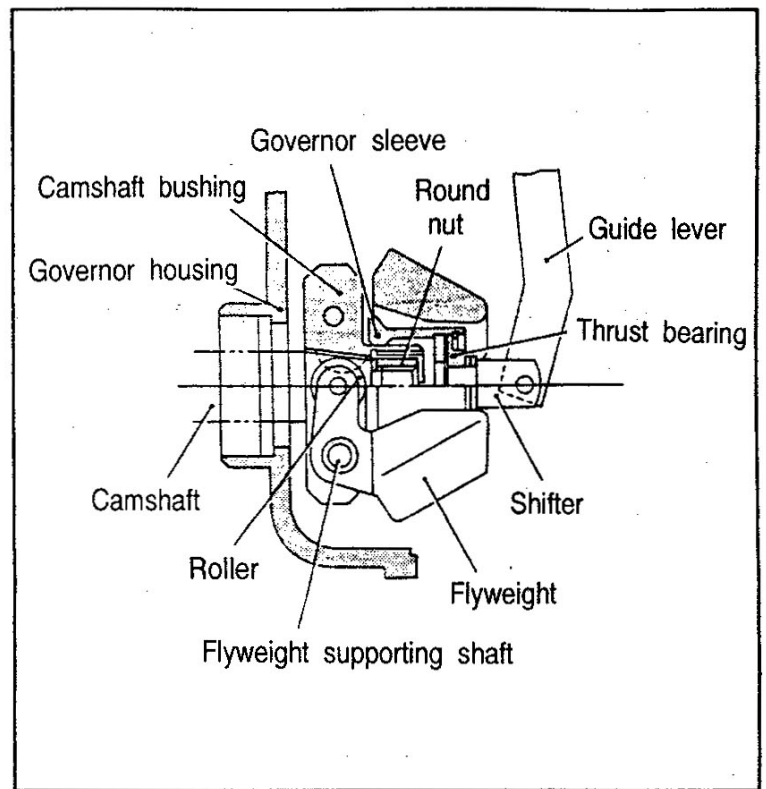 Governor sleeve
Camshaft bushing
Round
nut
Guide lever
Governor housing
Thrust bearing
Camshaft
Shifter
Roller
Flyweight
Flyweight supporting shaft